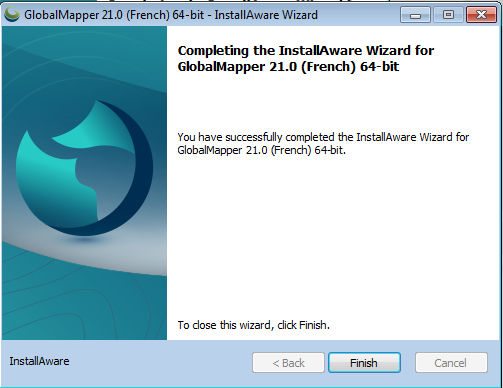 GlobalMapper 21.0 (French) 64-bit - InstallAware Wizard
Completing the InstallAware Wizard for
GlobalMapper 21.0 (French) 64-bit
You have successfully completed the InstallAware Wizard for
GlobalMapper 21.0 (French) 64-bit.
To close this wizard, click Finish.
InstallAware
< Back
Finish
Cancel